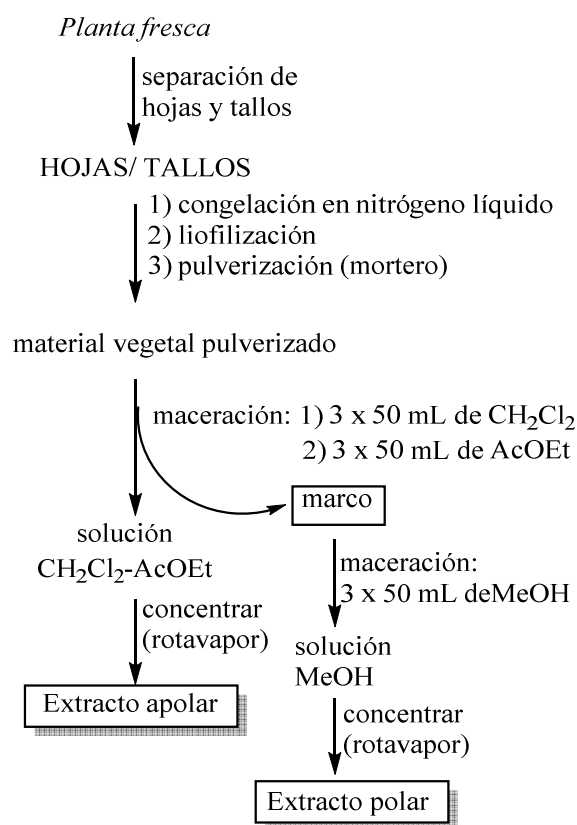 Planta fresca
separación de
hojas y tallos
HOJAS/ TALLOS
1) congelación en nitrógeno líquido
2) liofilización
3) pulverización (mortero)
material vegetal pulverizado
maceración: 1) 3 x 50 mL de CH₂Cl₂
2) 3 x 50 mL de AcOEt
marco
solución
CH₂Cl₂-AcOEt
maceración:
3 x 50 mL deMeOH
concentrar
(rotavapor)
solución
MeOH
Extracto apolar
concentrar
(rotavapor)
Extracto polar